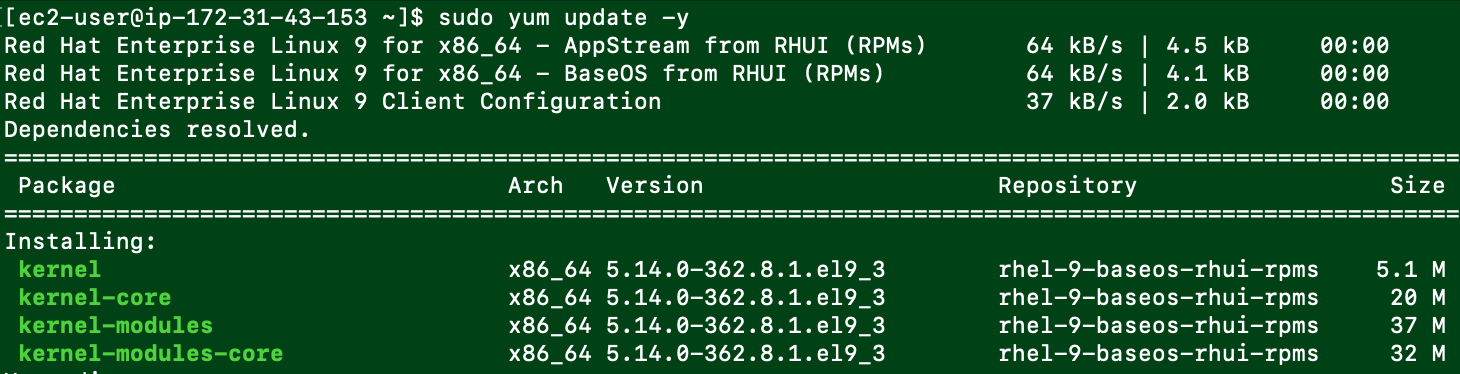 [ec2-user@ip-172-31-43-153 ~]$ sudo yum update -y
Red Hat Enterprise Linux 9 for x86_64 - AppStream from RHUI (RPMs) 64 kB/s | 4.5 kB 00:00
Red Hat Enterprise Linux 9 for x86_64 - BaseOS from RHUI (RPMs) 64 kB/s | 4.1 kB 00:00
Red Hat Enterprise Linux 9 Client Configuration 37 kB/s | 2.0 kB 00:00
Dependencies resolved.
========================================================================================================
Package Arch Version Repository Size
========================================================================================================
Installing:
kernel x86_64 5.14.0-362.8.1.el9_3 rhel-9-baseos-rhui-rpms 5.1 M
kernel-core x86_64 5.14.0-362.8.1.el9_3 rhel-9-baseos-rhui-rpms 20 M
kernel-modules x86_64 5.14.0-362.8.1.el9_3 rhel-9-baseos-rhui-rpms 37 M
kernel-modules-core x86_64 5.14.0-362.8.1.el9_3 rhel-9-baseos-rhui-rpms 32 M